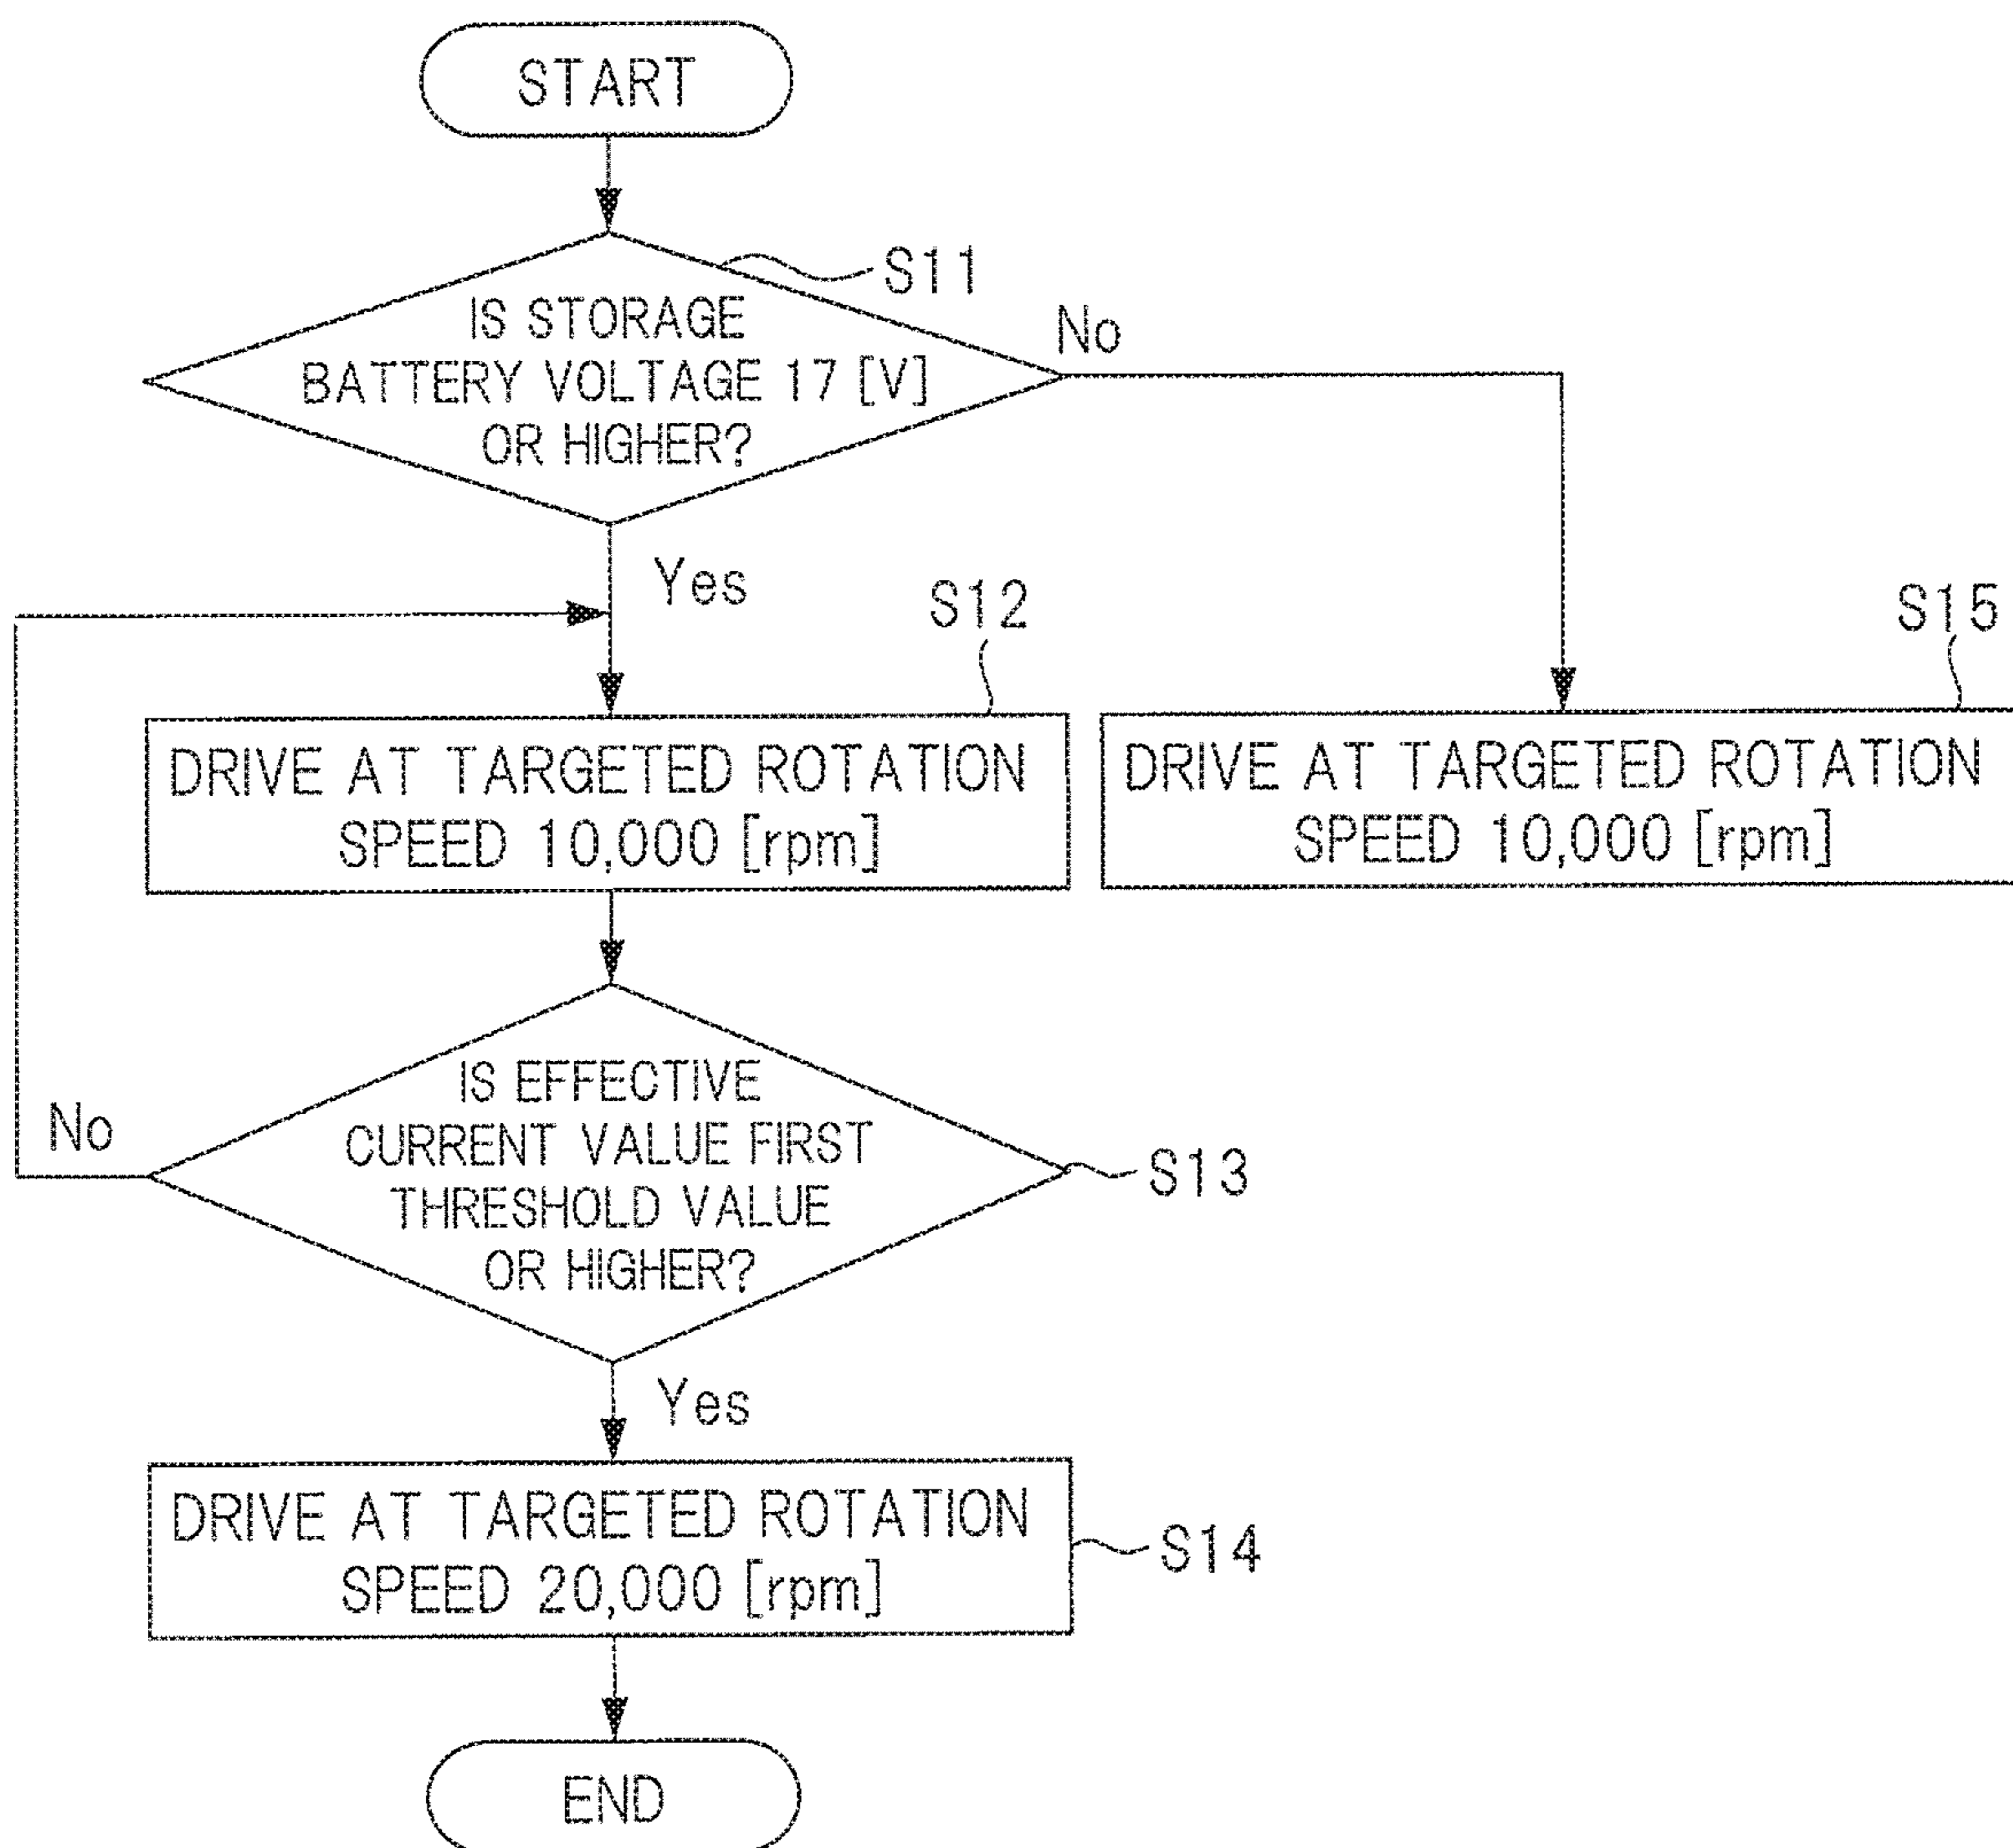 START
S11
IS STORAGE
BATTERY VOLTAGE 17 [V]
OR HIGHER?
No
Yes
S12
S15
DRIVE AT TARGETED ROTATION
SPEED 10,000 [rpm]
DRIVE AT TARGETED ROTATION
SPEED 10,000 [rpm]
IS EFFECTIVE
CURRENT VALUE FIRST
THRESHOLD VALUE
OR HIGHER?
No
S13
Yes
DRIVE AT TARGETED ROTATION
SPEED 20,000 [rpm]
S14
END